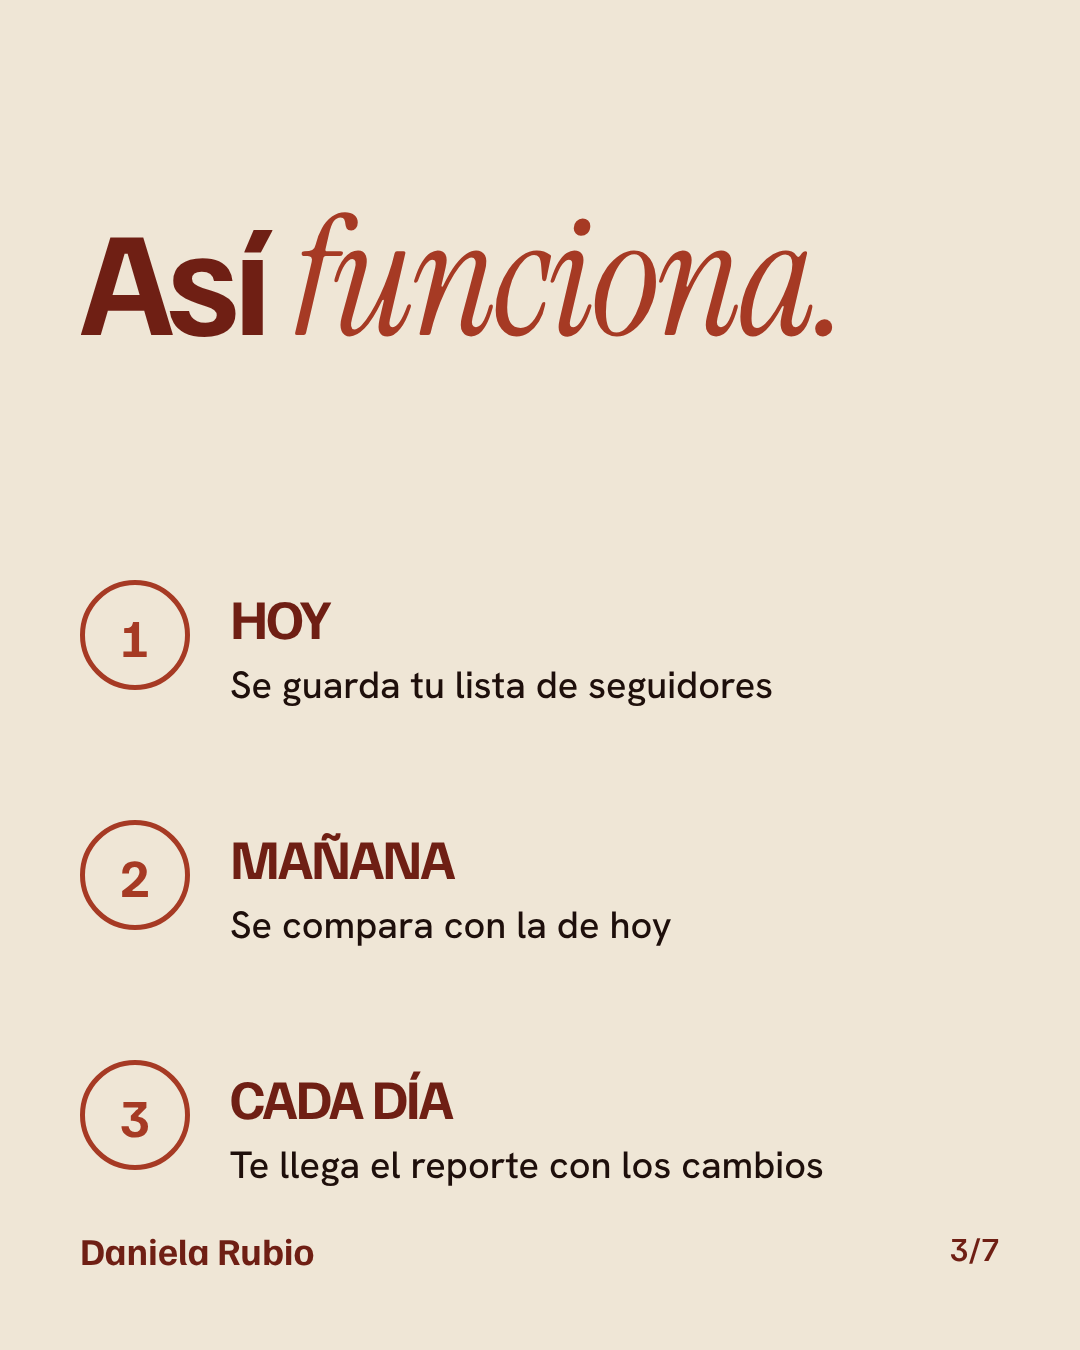 Así funciona.
1
HOY
Se guarda tu lista de seguidores
2
MAÑANA
Se compara con la de hoy
3
CADA DÍA
Te llega el reporte con los cambios
Daniela Rubio
3/7